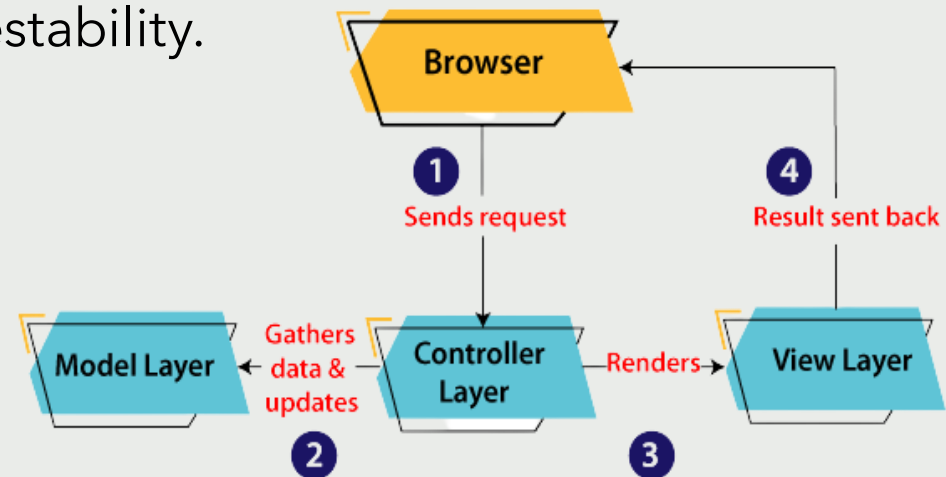 estability.
Browser
1
4
Sends request
Result sent back
Model Layer
Gathers
data &
updates
Controller
Layer
Renders
View Layer
2
3